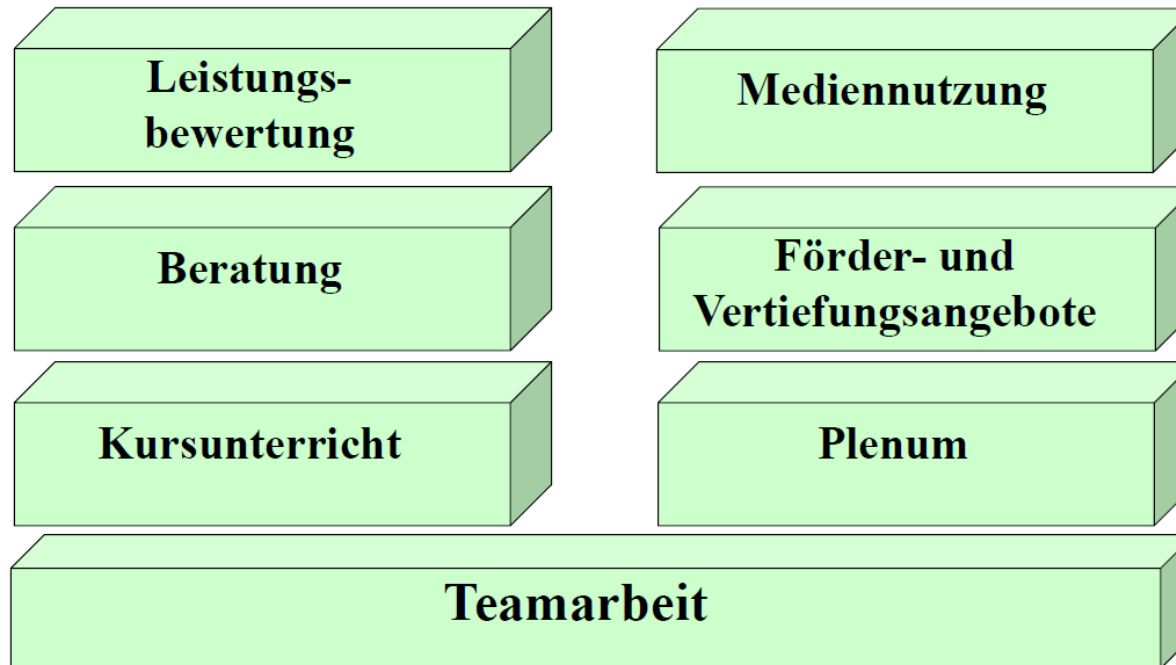 Leistungs-
bewertung
Mediennutzung
Beratung
Förder- und
Vertiefungsangebote
Kursunterricht
Plenum
Teamarbeit